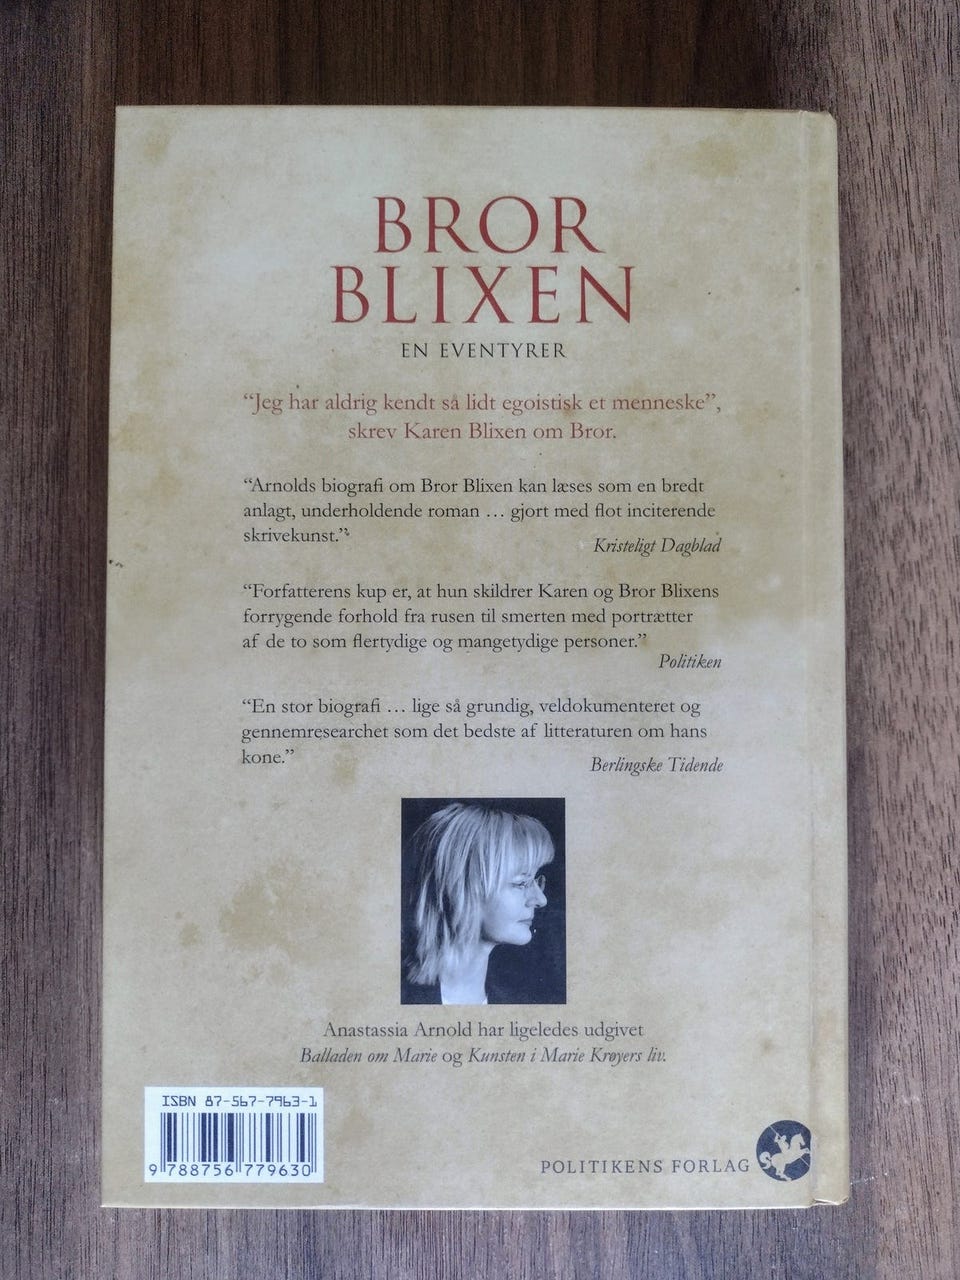 BROR
BLIXEN
EN EVENTYRER
“Jeg har aldrig kendt så lidt egoistisk et menneske”,
skrev Karen Blixen om Bror.
“Arnolds biografi om Bror Blixen kan læses som en bredt
anlagt, underholdende roman … gjort med flot inciterende
skrivekunst.”
Kristeligt Dagblad
“Forfatterens kup er, at hun skildrer Karen og Bror Blixens
forrygende forhold fra rusen til smerten med portrætter
af de to som flertydige og mangetydige personer.”
Politiken
“En stor biografi … lige så grundig, veldokumenteret og
gennemresearchet som det bedste af litteraturen om hans
kone.”
Berlingske Tidende
Anastassia Arnold har ligeledes udgivet
Balladen om Marie og Kunsten i Marie Krøyers liv.
ISBN 87-567-7963-1
9 788756 779630
POLITIKENS FORLAG